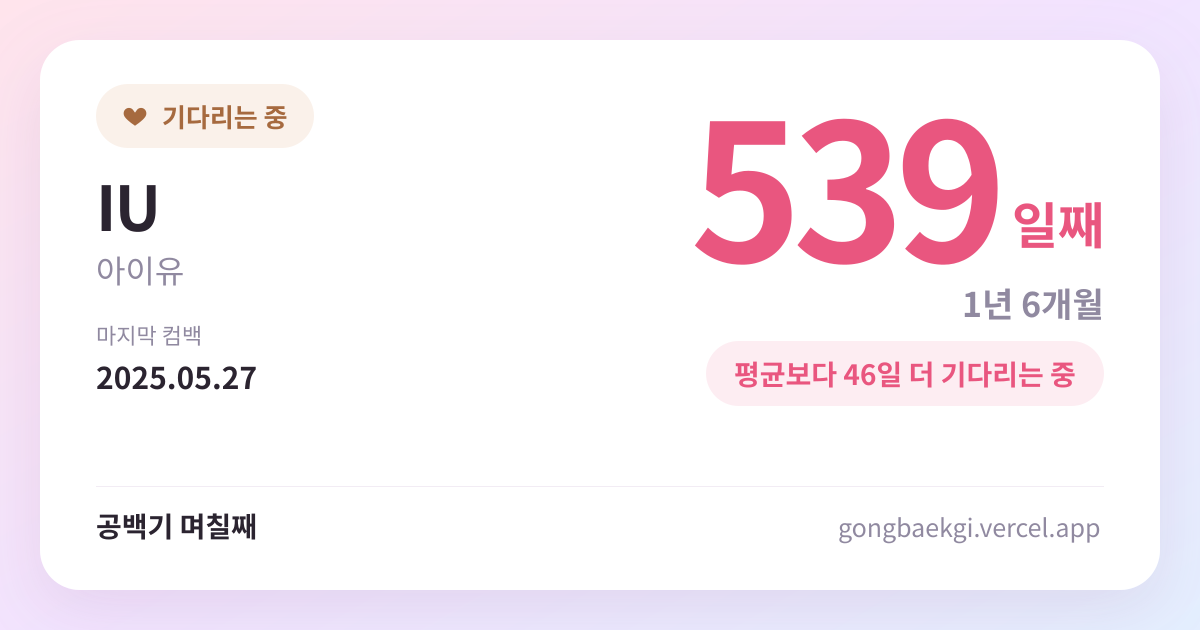 기다리는 중
IU
아이유
마지막 컴백
2025.05.27
539 일째
1년 6개월
평균보다 46일 더 기다리는 중
공백기 며칠째
gongbaekgi.vercel.app